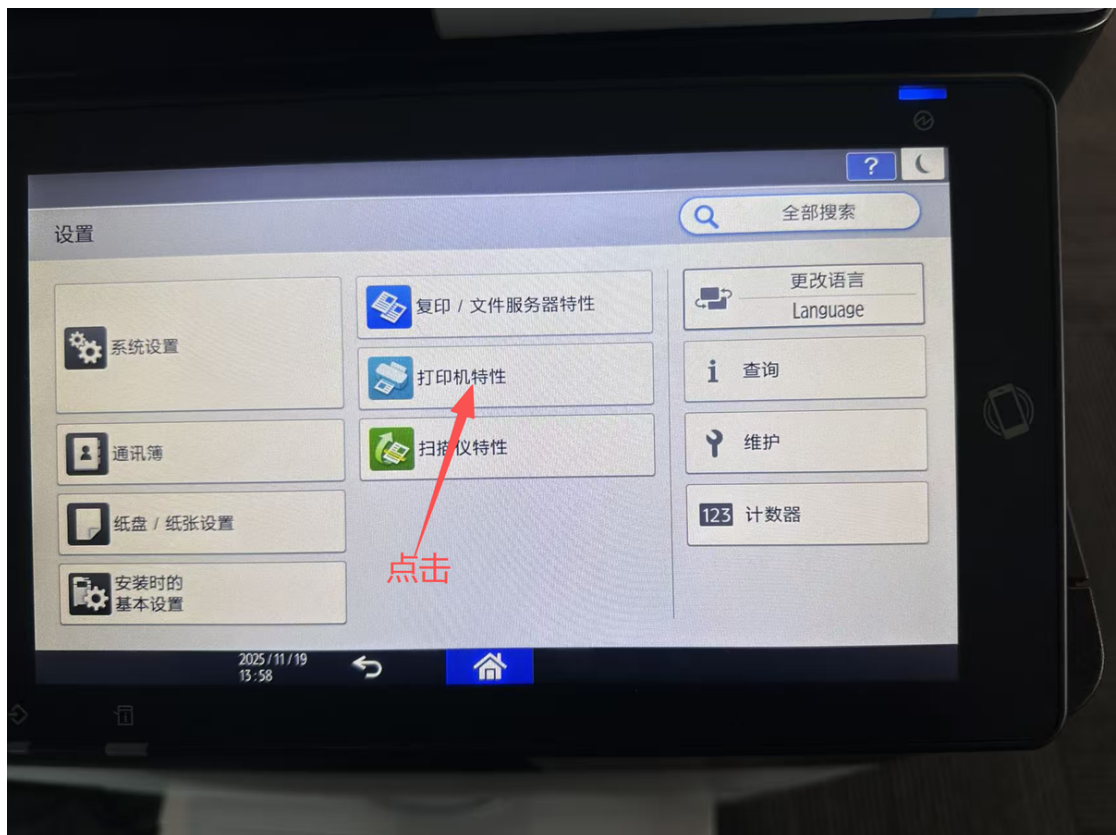 ?
设置
全部搜索
系统设置
通讯簿
纸盘 / 纸张设置
安装时的
基本设置
复印 / 文件服务器特性
打印机特性
扫描仪特性
点击
更改语言
Language
i 查询
维护
123 计数器
2025/11/19
13:58